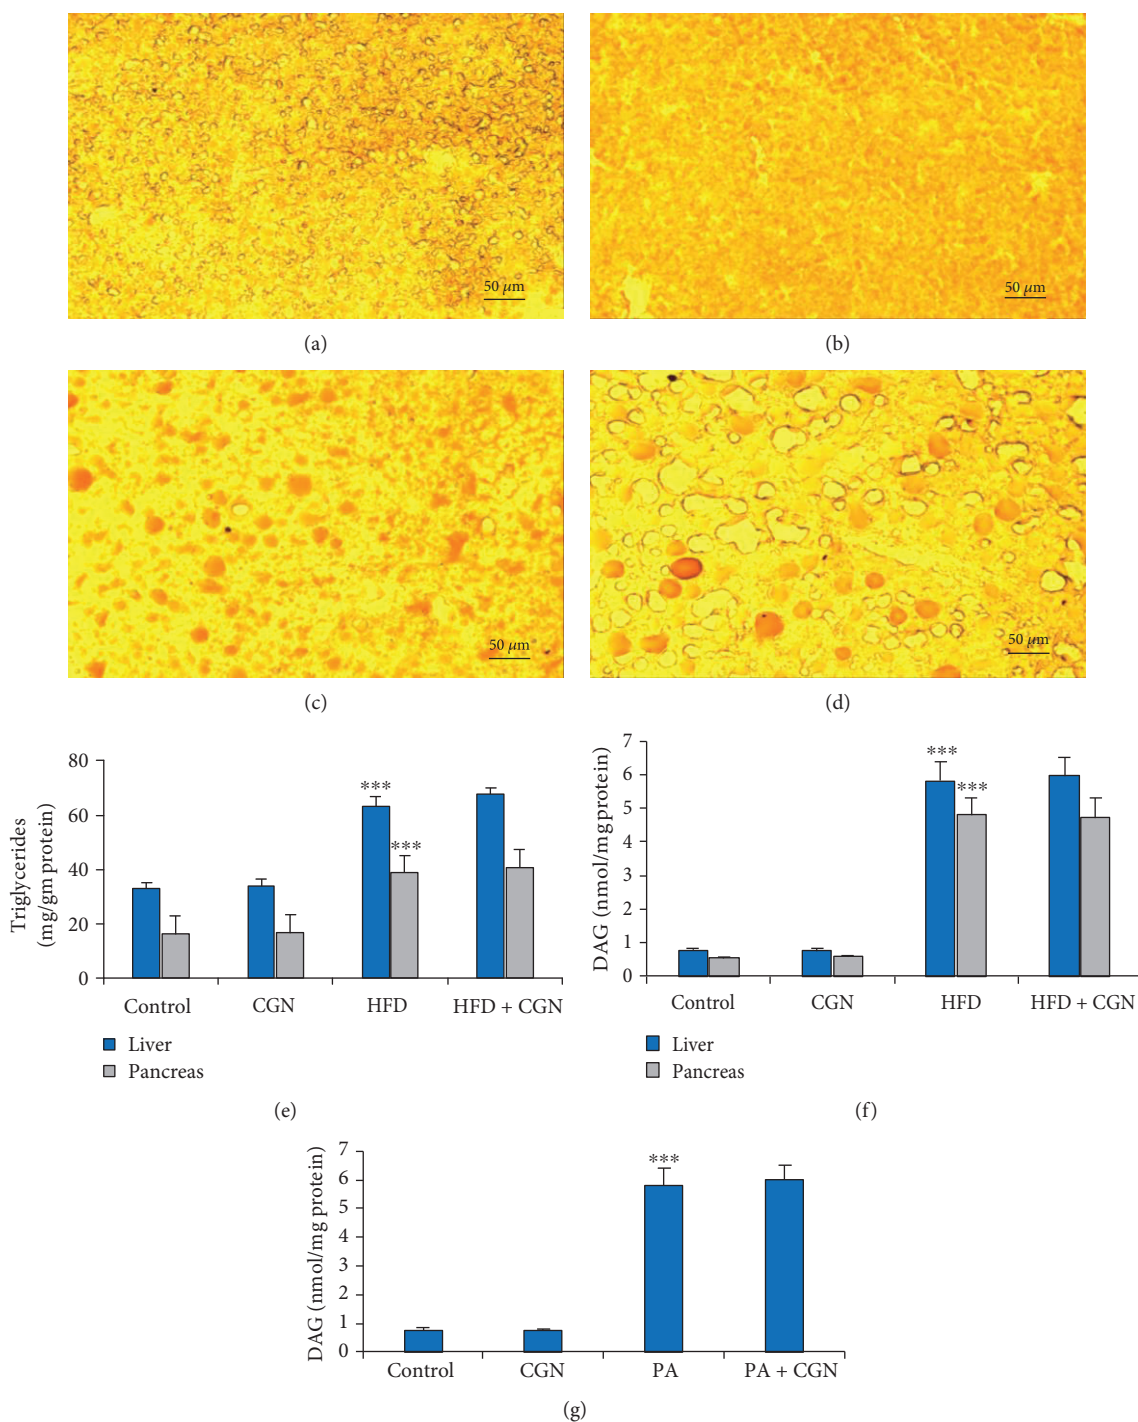 50 μm
50 μm
(a)
(b)
50 μm
50 μm
(c)
(d)
Triglycerides
(mg/gm protein)
80
60
40
20
0
***
***
Control
CGN
HFD
HFD + CGN
Liver
Pancreas
(e)
DAG (nmol/mg protein)
7
6
5
4
3
2
1
0
***
***
Control
CGN
HFD
HFD + CGN
Liver
Pancreas
(f)
DAG (nmol/mg protein)
7
6
5
4
3
2
1
0
***
Control
CGN
PA
PA + CGN
(g)